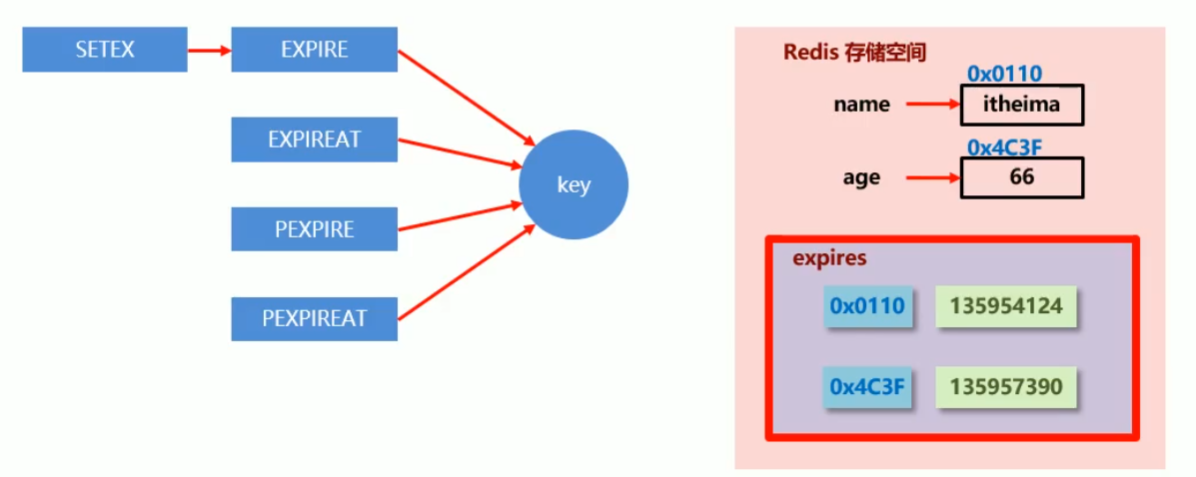 SETEX
EXPIRE
EXPIREAT
PEXPIRE
PEXPIREAT
key
Redis 存储空间
0x0110
name
itheima
0x4C3F
age
66
expires
0x0110
135954124
0x4C3F
135957390